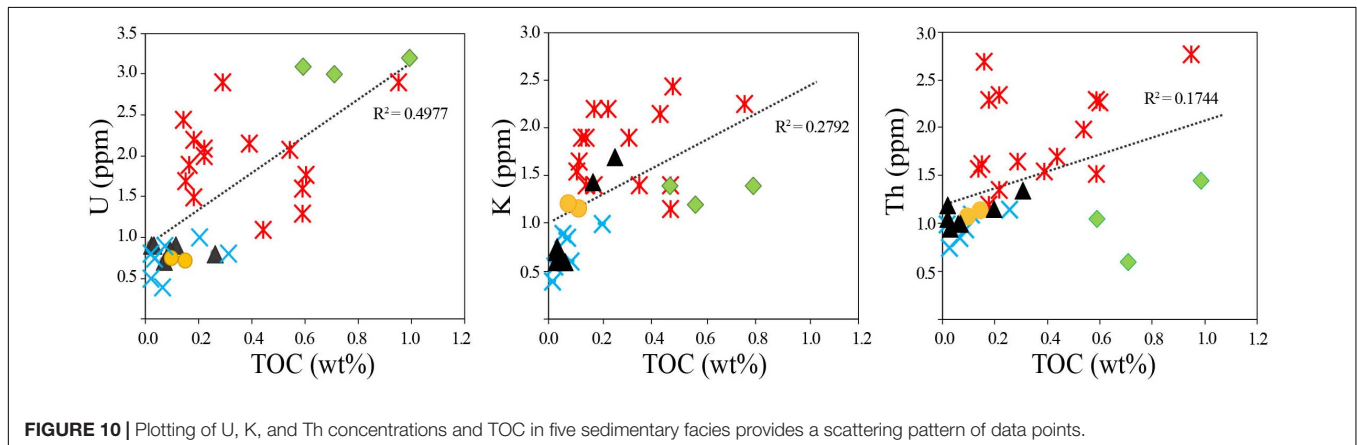 3.5
3.0
2.5
2.0
1.5
1.0
0.5
U (ppm)
R² = 0.4977
0.0 0.2 0.4 0.6 0.8 1.0 1.2
TOC (wt%)
3.0
2.5
2.0
1.5
1.0
0.5
0.0
K (ppm)
R² = 0.2792
0.0 0.2 0.4 0.6 0.8 1.0 1.2
TOC (wt%)
3.0
2.5
2.0
1.5
1.0
0.5
Th (ppm)
R² = 0.1744
0.0 0.2 0.4 0.6 0.8 1.0 1.2
TOC (wt%)
FIGURE 10 | Plotting of U, K, and Th concentrations and TOC in five sedimentary facies provides a scattering pattern of data points.